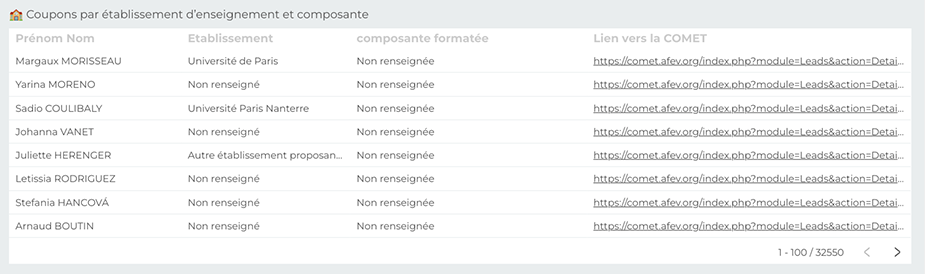 Coupons par établissement d'enseignement et composante
Prénom Nom Etablissement composante formatée Lien vers la COMET
Margaux MORISSEAU Université de Paris Non renseignée https://comet.afev.org/index.php?module=Leads&action=Detai...
Yarina MORENO Non renseigné Non renseignée https://comet.afev.org/index.php?module=Leads&action=Detai...
Sadio COULIBALY Université Paris Nanterre Non renseignée https://comet.afev.org/index.php?module=Leads&action=Detai...
Johanna VANET Non renseigné Non renseignée https://comet.afev.org/index.php?module=Leads&action=Detai...
Juliette HERENGER Autre établissement proposan... Non renseignée https://comet.afev.org/index.php?module=Leads&action=Detai...
Letissia RODRIGUEZ Non renseigné Non renseignée https://comet.afev.org/index.php?module=Leads&action=Detai...
Stefania HANCOVÁ Non renseigné Non renseignée https://comet.afev.org/index.php?module=Leads&action=Detai...
Arnaud BOUTIN Non renseigné Non renseignée https://comet.afev.org/index.php?module=Leads&action=Detai...
1 - 100 / 32550